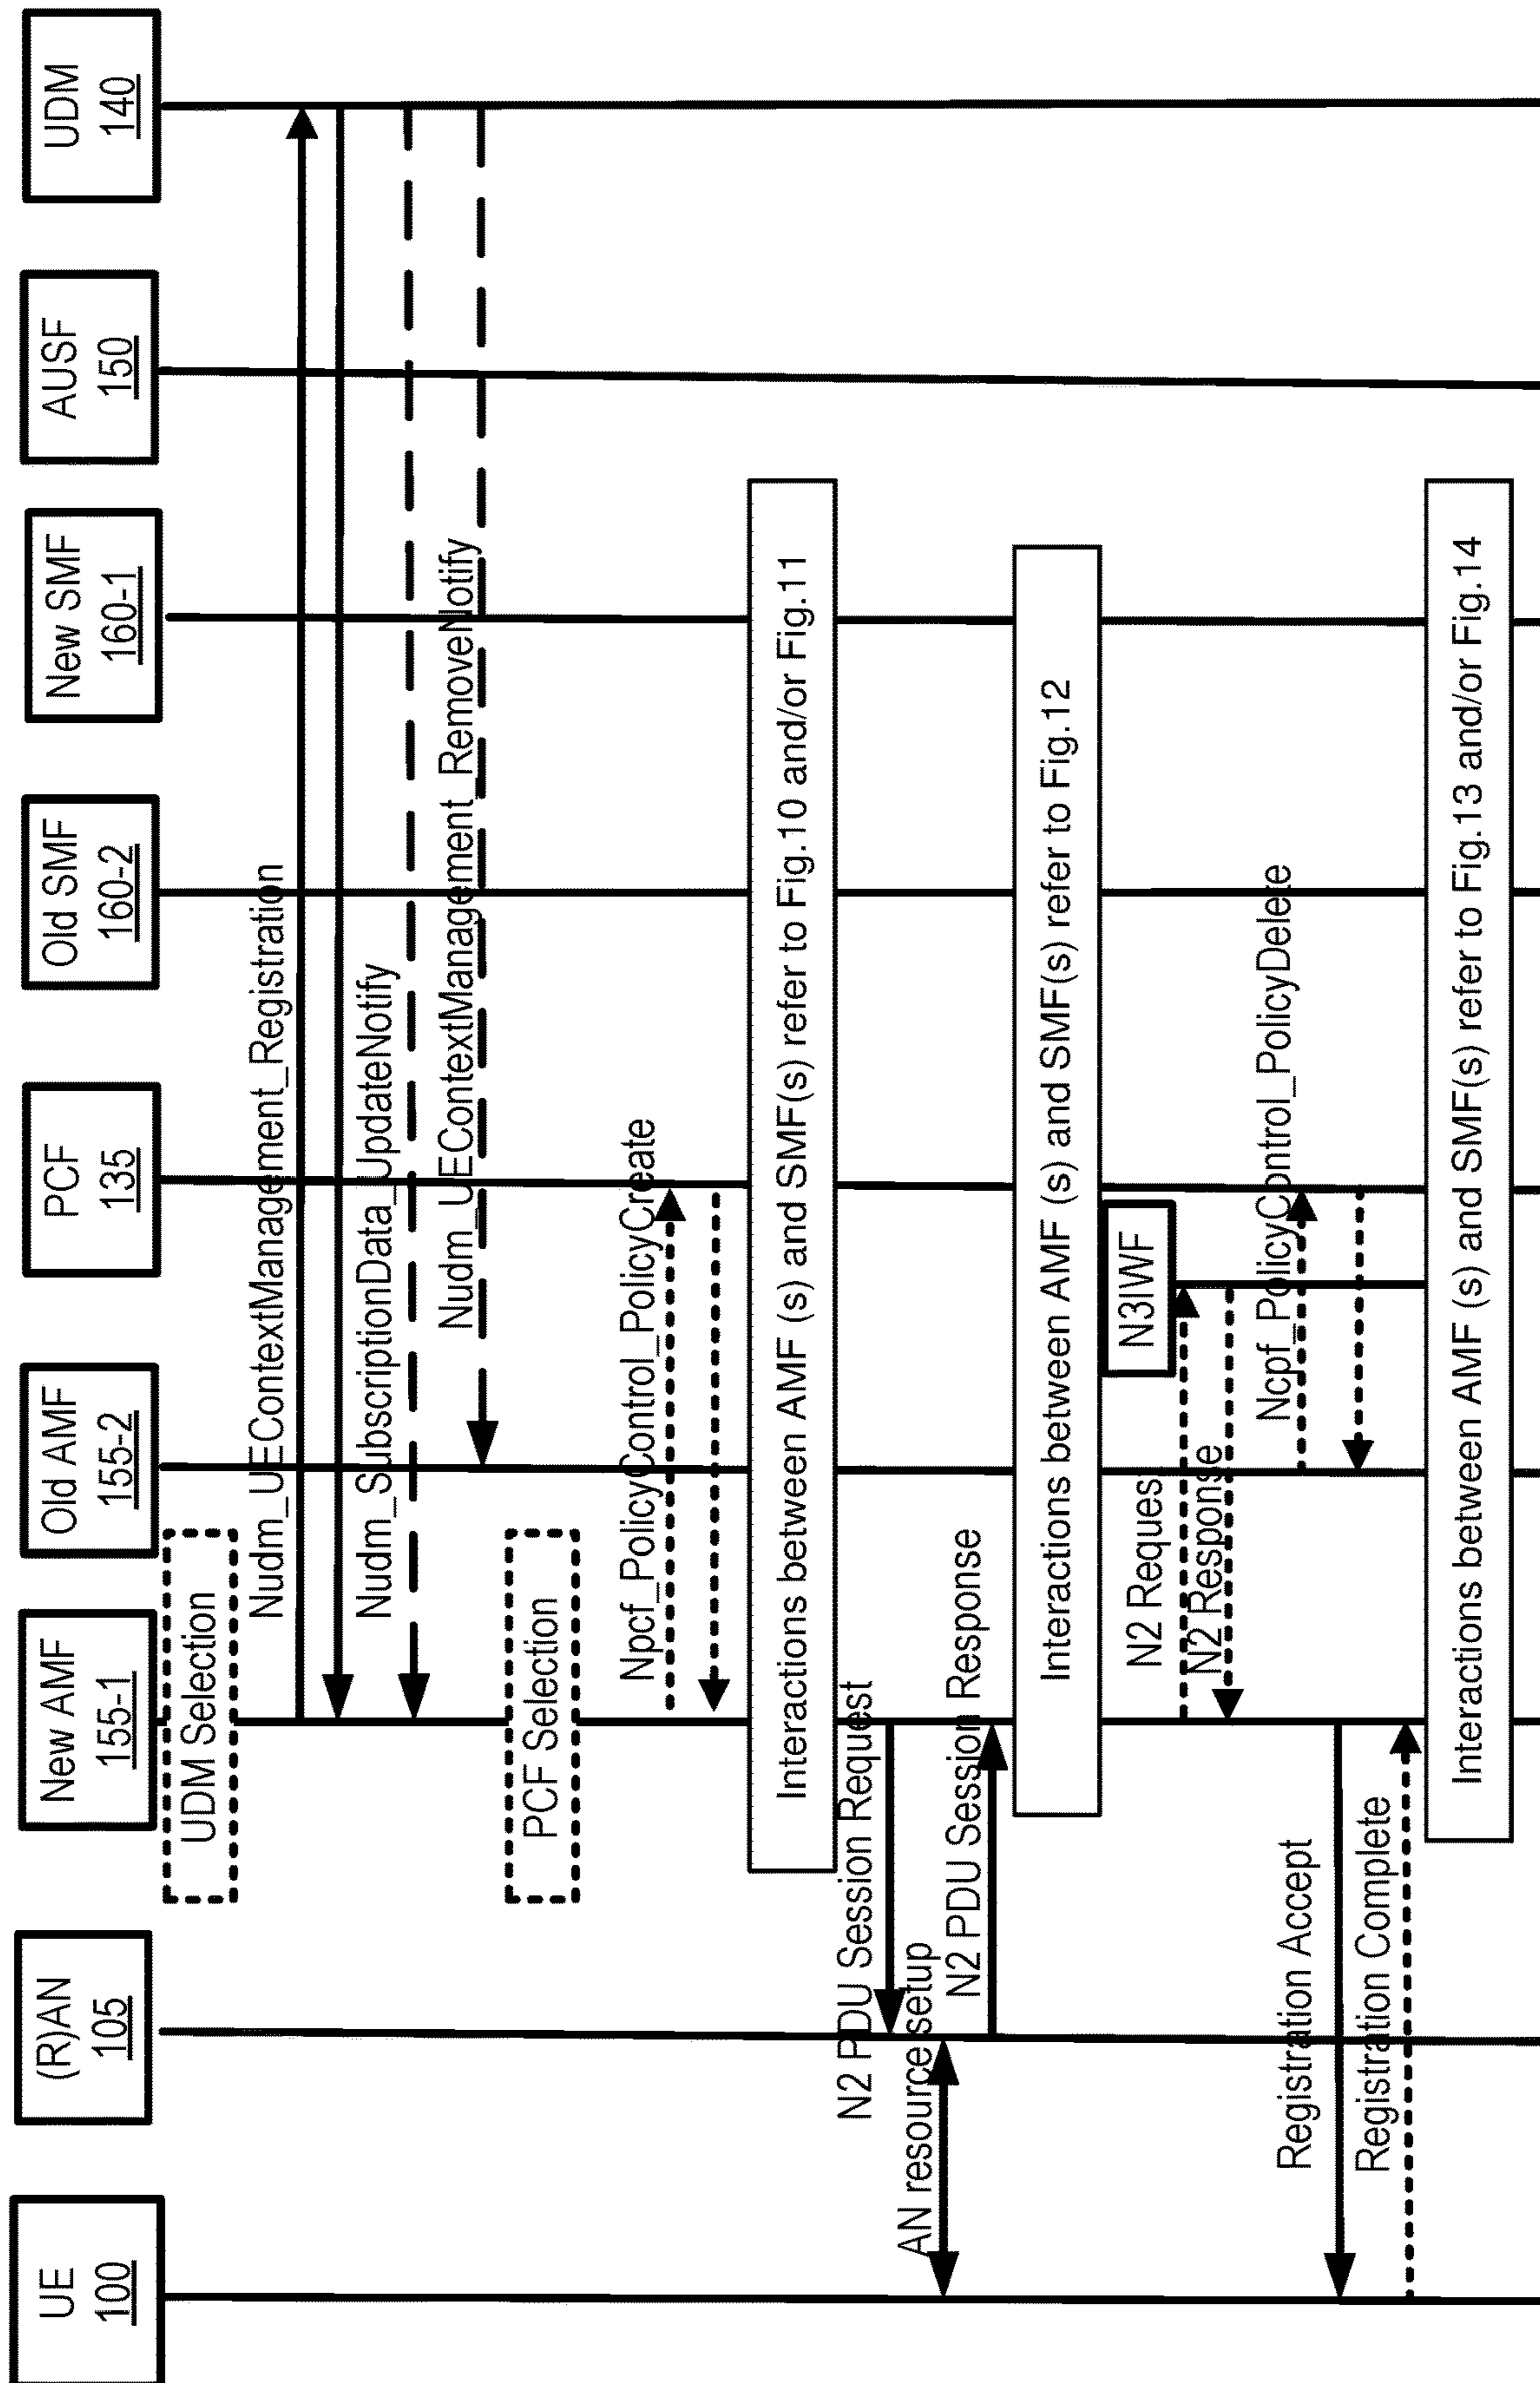 UE
100
(R)AN
105
New AMF
155-1
Old AMF
155-2
PCF
135
Old SMF
160-2
New SMF
160-1
AUSF
150
UDM
140
UDM Selection
Nudm_UEContextManagement_Registration
Nudm_SubscriptionData_UpdateNotify
Nudm_UEContextManagement_RemoveNotify
PCF Selection
Npcf_PolicyControl_PolicyCreate
Interactions between AMF (s) and SMF(s) refer to Fig.10 and/or Fig.11
N2 PDU Session Request
AN resource setup
N2 PDU Session Response
Interactions between AMF (s) and SMF(s) refer to Fig.12
N3IWF
N2 Request
N2 Response
Ncpf_PolicyControl_PolicyDelete
Registration Accept
Registration Complete
Interactions between AMF (s) and SMF(s) refer to Fig.13 and/or Fig.14